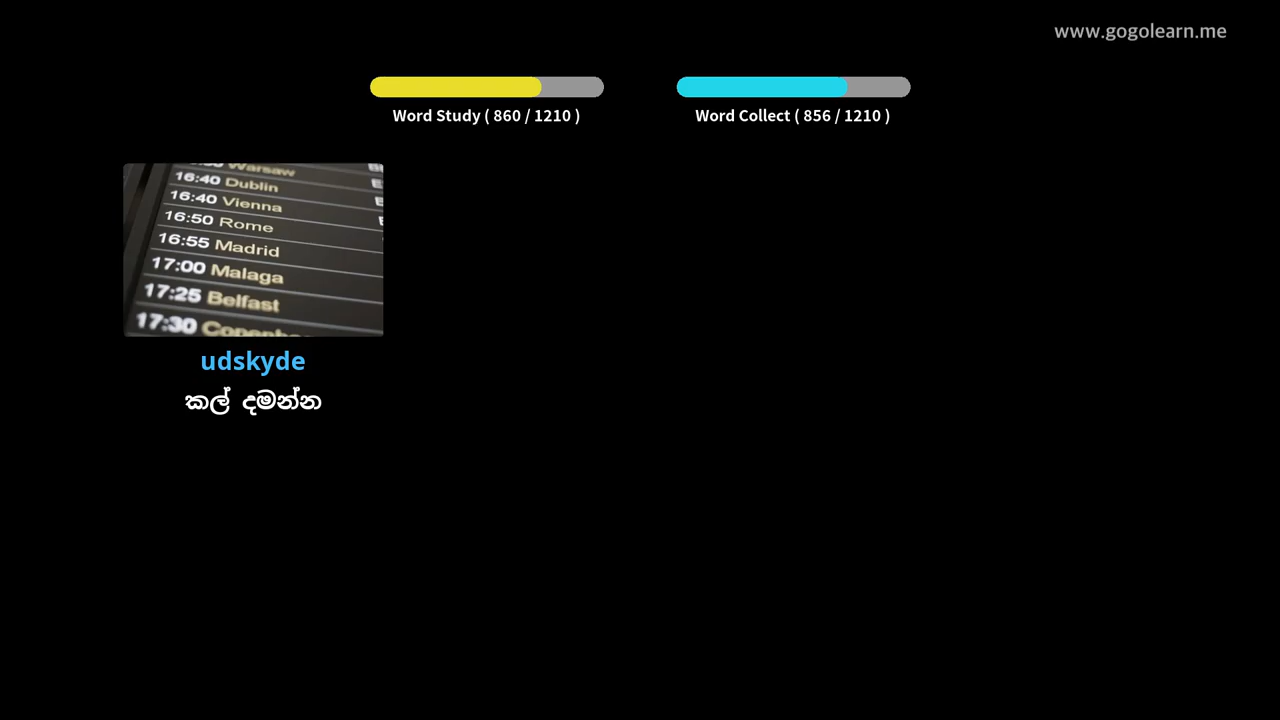 www.gogolearn.me
Word Study ( 860 / 1210 )
Word Collect ( 856 / 1210 )
Warsaw
16:40 Dublin
16:40 Vienna
16:50 Rome
16:55 Madrid
17:00 Malaga
17:25 Belfast
17:30
udskyde
කල් දමන්න